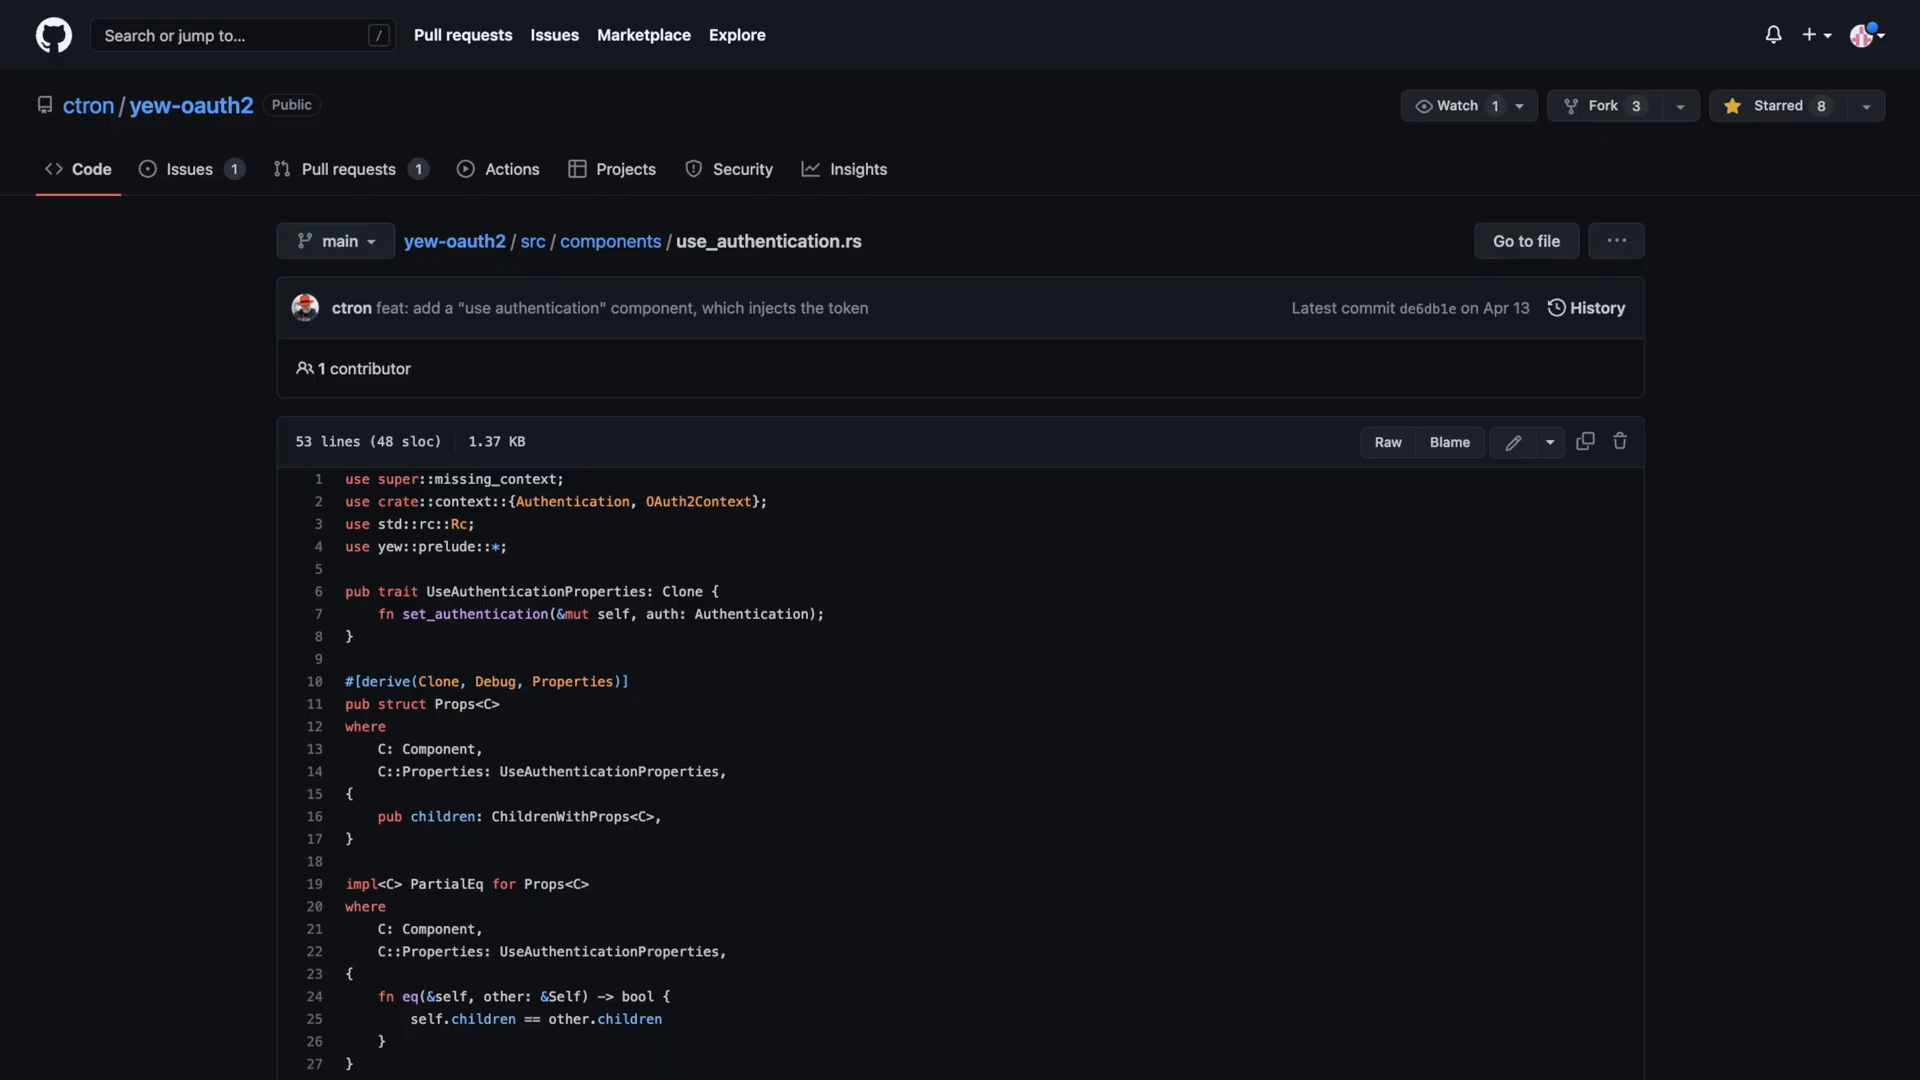 Search or jump to... /
Pull requests Issues Marketplace Explore
ctron / yew-oauth2 Public
Watch 1 Fork 3 Starred 8
Code Issues 1 Pull requests 1 Actions Projects Security Insights
main yew-oauth2 / src / components / use_authentication.rs Go to file ...
ctron feat: add a "use authentication" component, which injects the token Latest commit de6db1e on Apr 13 History
1 contributor
53 lines (48 sloc) 1.37 KB Raw Blame
1 use super::missing_context;
2 use crate::context::{Authentication, OAuth2Context};
3 use std::rc::Rc;
4 use yew::prelude::*;
5
6 pub trait UseAuthenticationProperties: Clone {
7 fn set_authentication(&mut self, auth: Authentication);
8 }
9
10 #[derive(Clone, Debug, Properties)]
11 pub struct Props<C>
12 where
13 C: Component,
14 C::Properties: UseAuthenticationProperties,
15 {
16 pub children: ChildrenWithProps<C>,
17 }
18
19 impl<C> PartialEq for Props<C>
20 where
21 C: Component,
22 C::Properties: UseAuthenticationProperties,
23 {
24 fn eq(&self, other: &Self) -> bool {
25 self.children == other.children
26 }
27 }